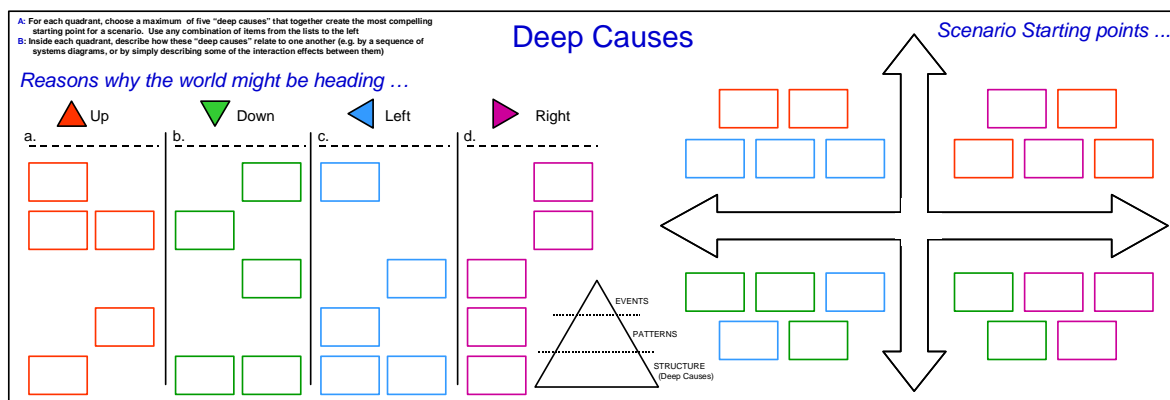 A: For each quadrant, choose a maximum of five “deep causes” that together create the most compelling
starting point for a scenario. Use any combination of items from the lists to the left
B: Inside each quadrant, describe how these “deep causes” relate to one another (e.g. by a sequence of
systems diagrams, or by simply describing some of the interaction effects between them)
Deep Causes
Scenario Starting points ...
Reasons why the world might be heading …
Up
Down
Left
Right
a.
b.
c.
d.
EVENTS
PATTERNS
STRUCTURE
(Deep Causes)